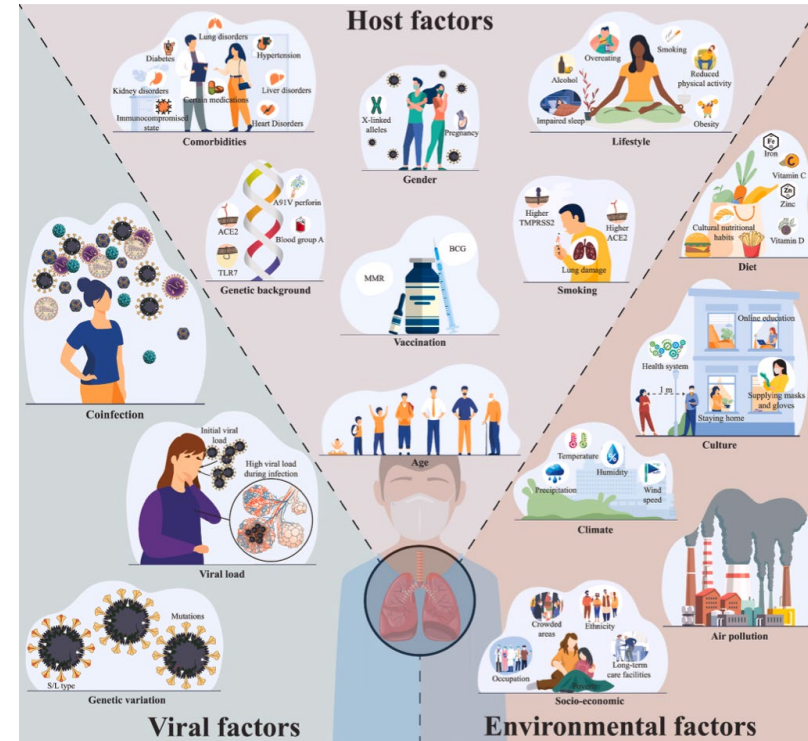 Host factors
Lung disorders
Diabetes
Hypertension
Kidney disorders
Certain medications
Liver disorders
Immunocompromised
state
Heart Disorders
Comorbidities
X-linked
alleles
Pregnancy
Gender
Smoking
Overeating
Alcohol
Reduced
physical activity
Impaired sleep
Obesity
Lifestyle
A91V perforin
ACE2
Blood group A
TLR7
Genetic background
MMR
BCG
Vaccination
Higher
TMPRSS2
Higher
ACE2
Lung damage
Smoking
Fe
Iron
Vitamin C
C
Zn
Zinc
Cultural nutritional
habits
Vitamin D
Diet
Coinfection
Age
Online education
Health system
1 m
Supplying masks
and gloves
Staying home
Culture
Initial viral
load
High viral load
during infection
Viral load
Temperature
Humidity
%
Precipitation
Wind
speed
Climate
Air pollution
Mutations
S/L type
Genetic variation
Crowded
areas
Ethnicity
Occupation
Long-term
care facilities
Socio-economic
Viral factors
Environmental factors